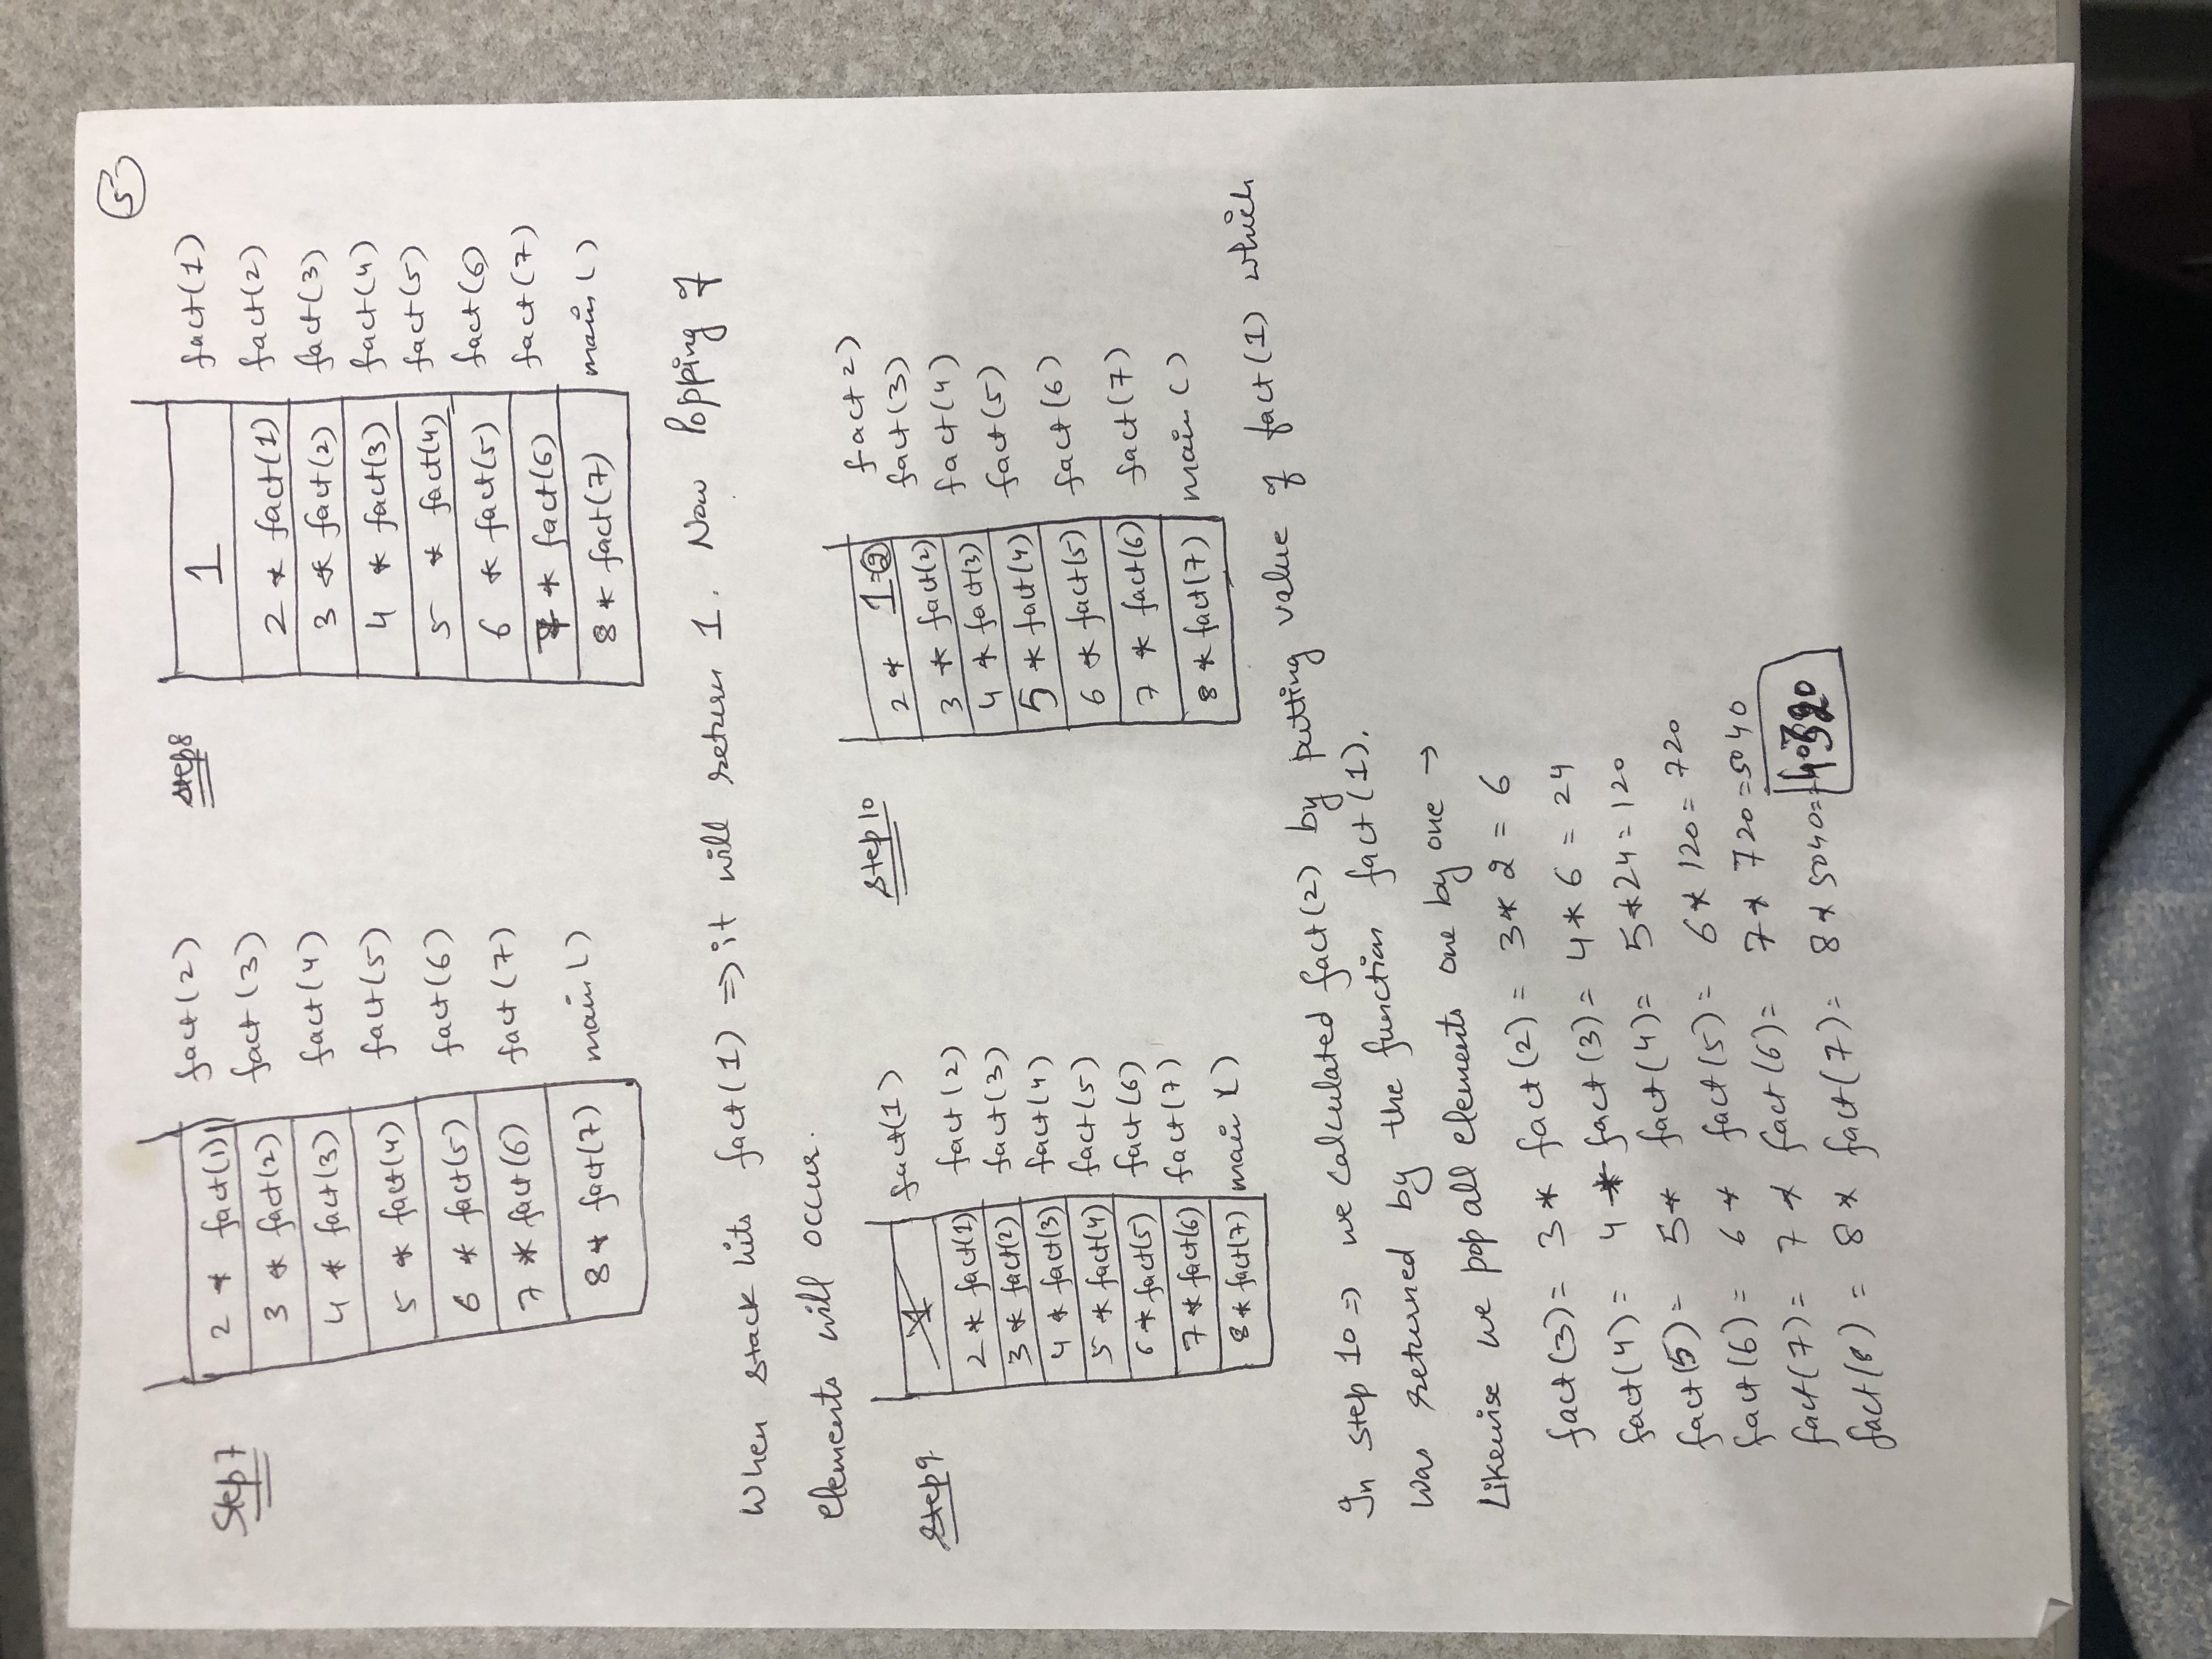 5
Step 7
fact(2)
2 * fact(1)
fact(3)
3 * fact(2)
fact(4)
4 * fact(3)
fact(5)
5 * fact(4)
fact(6)
6 * fact(5)
fact(7)
7 * fact(6)
main()
8 * fact(7)
step 8
1 fact(1)
2 * fact(1) fact(2)
3 * fact(2) fact(3)
4 * fact(3) fact(4)
5 * fact(4) fact(5)
6 * fact(5) fact(6)
7 * fact(6) fact(7)
8 * fact(7) main()
When stack hits fact(1) => it will return 1. Now Popping of
elements will occur.
Step 9
1 fact(1)
2 * fact(1) fact(2)
3 * fact(2) fact(3)
4 * fact(3) fact(4)
5 * fact(4) fact(5)
6 * fact(5) fact(6)
7 * fact(6) fact(7)
8 * fact(7) main()
Step 10
2 * 1=2 fact2)
3 * fact(2) fact(3)
4 * fact(3) fact(4)
5 * fact(4) fact(5)
6 * fact(5) fact(6)
7 * fact(6) fact(7)
8 * fact(7) main()
In step 10 => we calculated fact(2) by putting value of fact(1) which
was returned by the function fact(1).
Likewise we pop all elements one by one →
fact(3) = 3 * fact(2) = 3 * 2 = 6
fact(4) = 4 * fact(3) = 4 * 6 = 24
fact(5) = 5 * fact(4) = 5 * 24 = 120
fact(6) = 6 * fact(5) = 6 * 120 = 720
fact(7) = 7 * fact(6) = 7 * 720 = 5040
fact(8) = 8 * fact(7) = 8 * 5040 = 40320